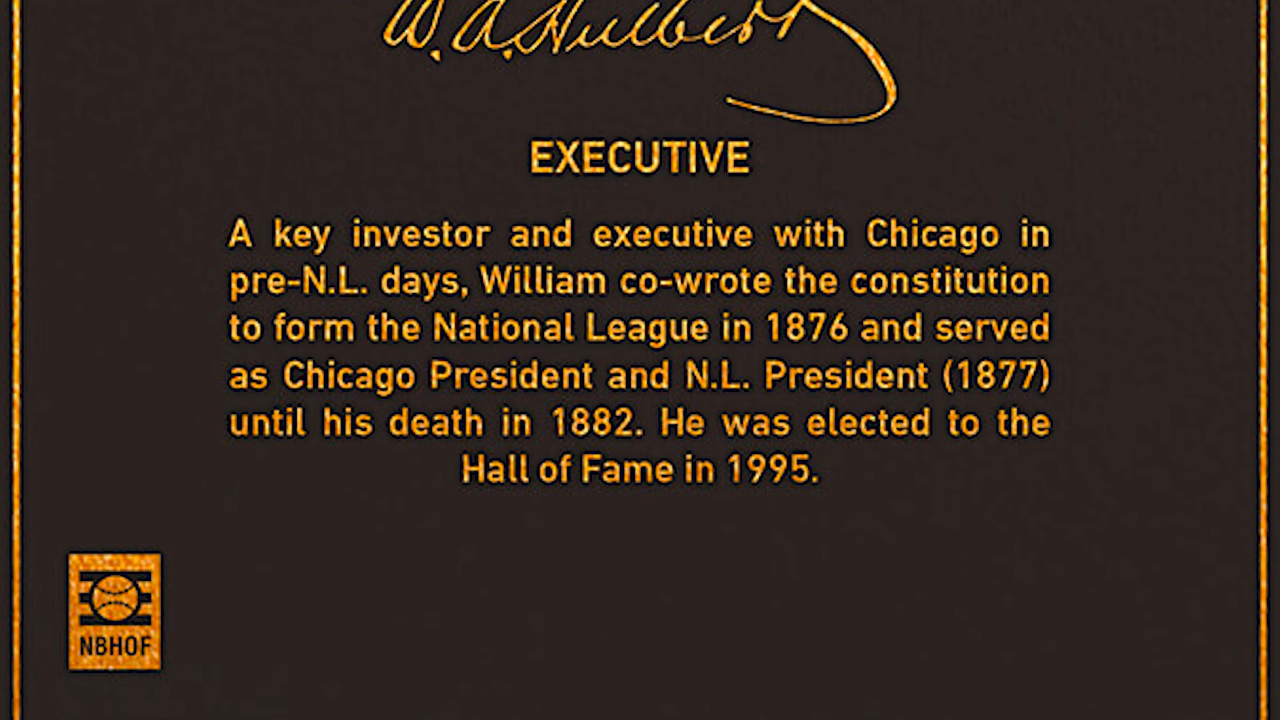 W. A. Hulbert
EXECUTIVE
A key investor and executive with Chicago in
pre-N.L. days, William co-wrote the constitution
to form the National League in 1876 and served
as Chicago President and N.L. President (1877)
until his death in 1882. He was elected to the
Hall of Fame in 1995.
NBHOF